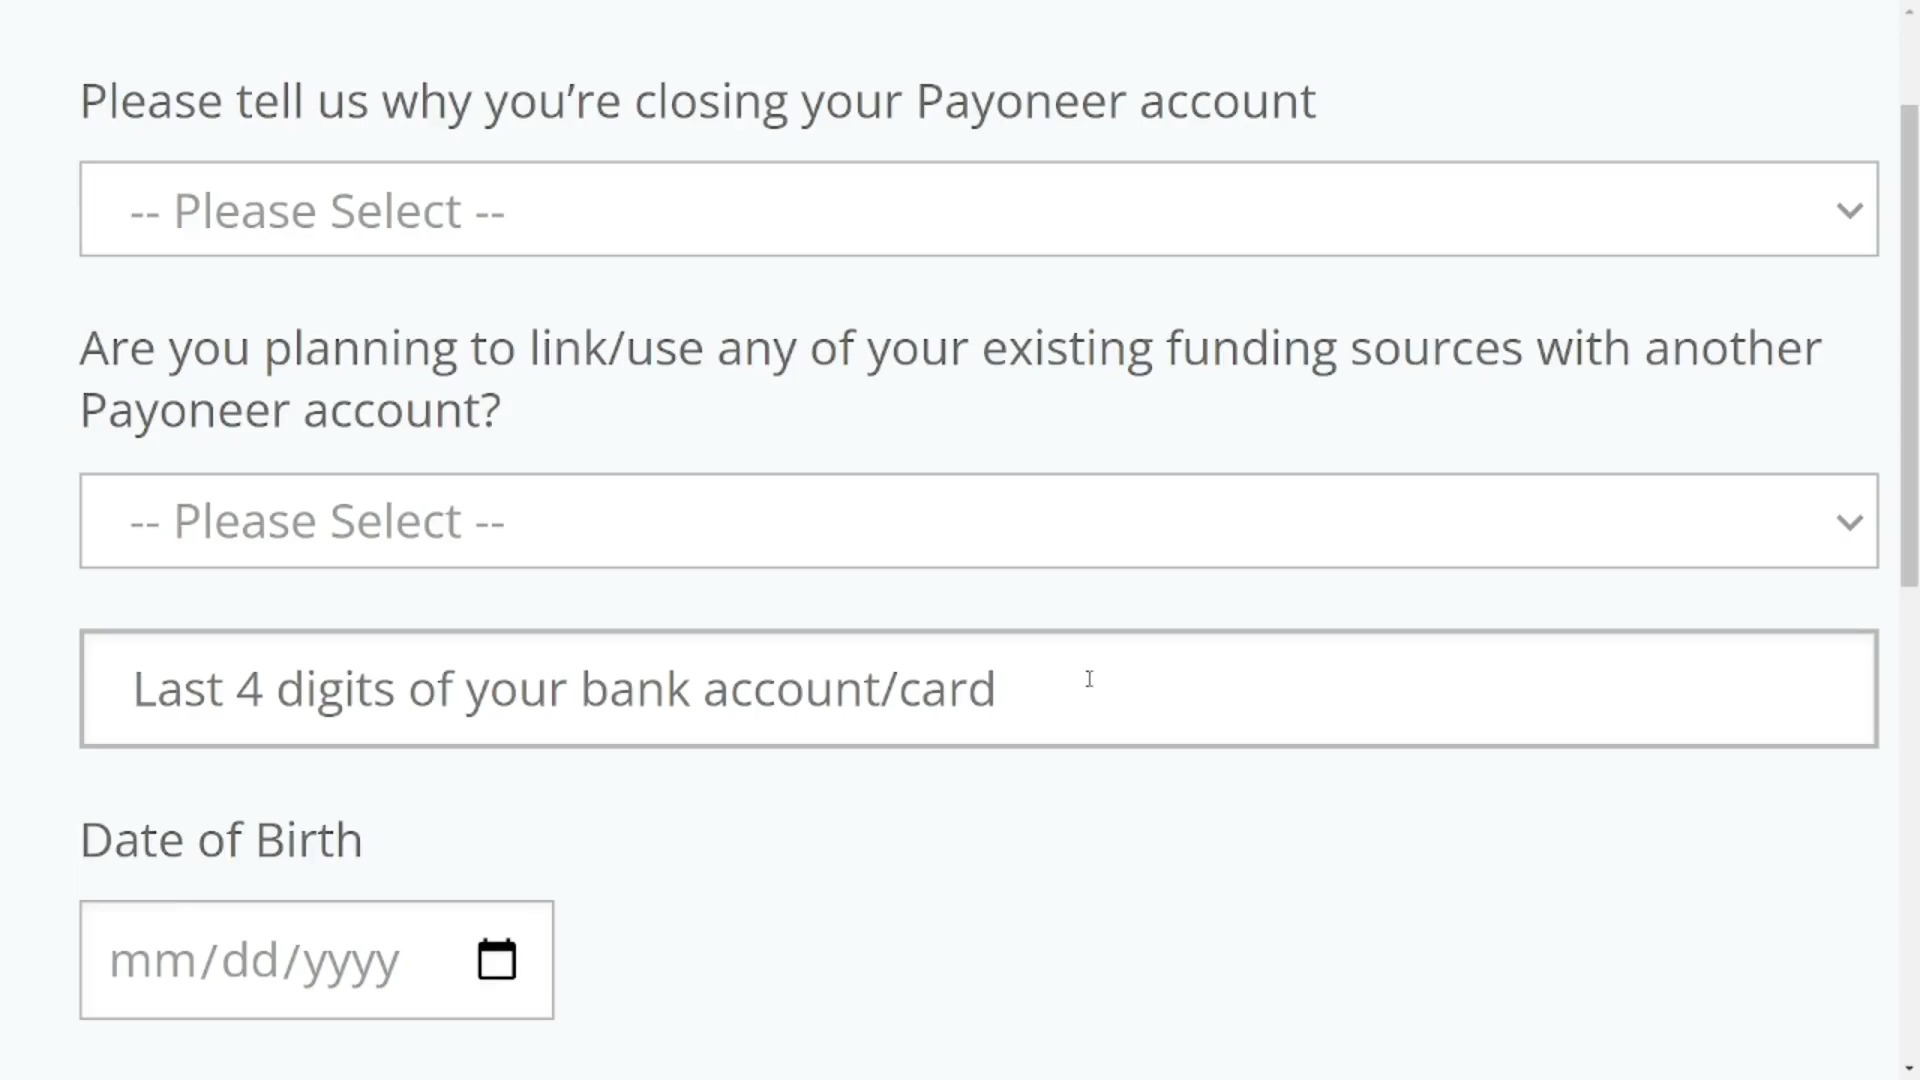 Please tell us why you’re closing your Payoneer account
-- Please Select --
Are you planning to link/use any of your existing funding sources with another
Payoneer account?
-- Please Select --
Last 4 digits of your bank account/card
Date of Birth
mm/dd/yyyy